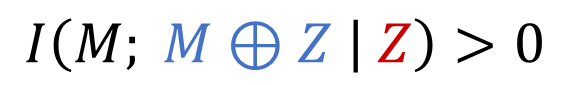 I(M; M ⊕ Z | Z) > 0